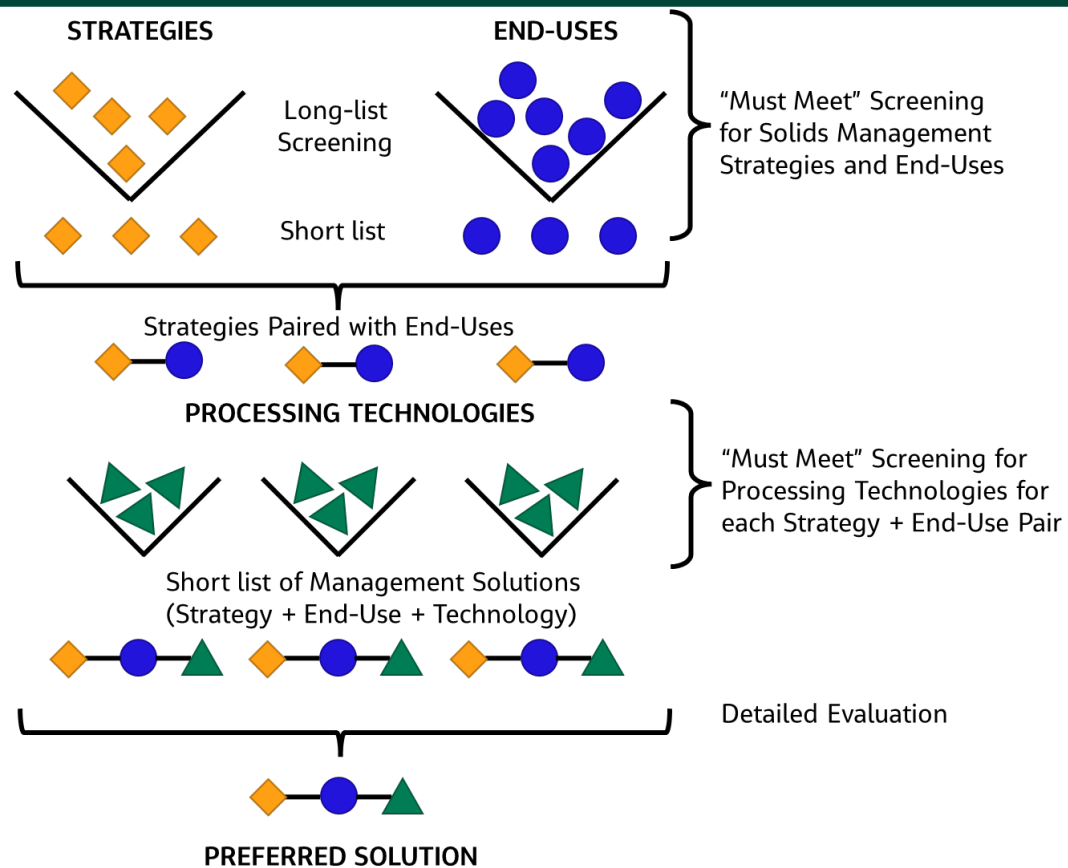 STRATEGIES
END-USES
Long-list
Screening
“Must Meet” Screening
for Solids Management
Strategies and End-Uses
Short list
Strategies Paired with End-Uses
PROCESSING TECHNOLOGIES
“Must Meet” Screening for
Processing Technologies for
each Strategy + End-Use Pair
Short list of Management Solutions
(Strategy + End-Use + Technology)
Detailed Evaluation
PREFERRED SOLUTION